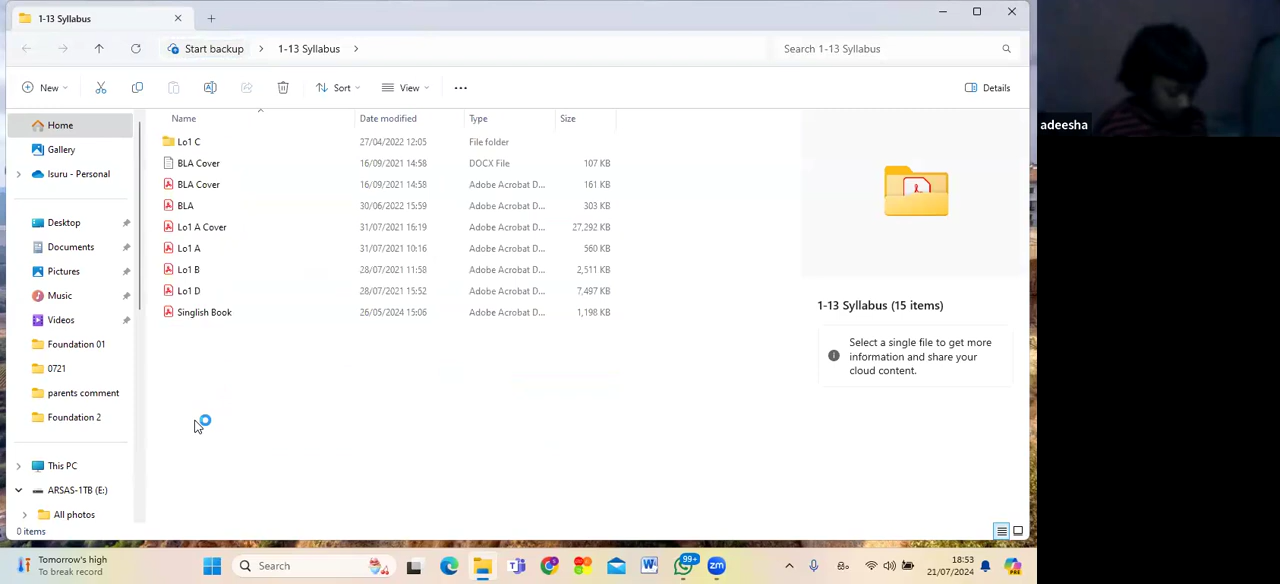 1-13 Syllabus
Start backup > 1-13 Syllabus >
Search 1-13 Syllabus
New
Sort
View
Details
Name Date modified Type Size
Lo1 C 27/04/2022 12:05 File folder
BLA Cover 16/09/2021 14:58 DOCX File 107 KB
BLA Cover 16/09/2021 14:58 Adobe Acrobat D... 161 KB
BLA 30/06/2022 15:59 Adobe Acrobat D... 303 KB
Lo1 A Cover 31/07/2021 16:19 Adobe Acrobat D... 27,292 KB
Lo1 A 31/07/2021 10:16 Adobe Acrobat D... 560 KB
Lo1 B 28/07/2021 11:58 Adobe Acrobat D... 2,511 KB
Lo1 D 28/07/2021 15:52 Adobe Acrobat D... 7,497 KB
Singlish Book 26/05/2024 15:06 Adobe Acrobat D... 1,198 KB
Home
Gallery
Isuru - Personal
Desktop
Documents
Pictures
Music
Videos
Foundation 01
0721
parents comment
Foundation 2
This PC
ARSAS-1TB (E:)
All photos
0 items
1-13 Syllabus (15 items)
Select a single file to get more
information and share your
cloud content.
adeesha
Tomorrow's high
To break record
Search
99+
zm
18:53
21/07/2024
PRE